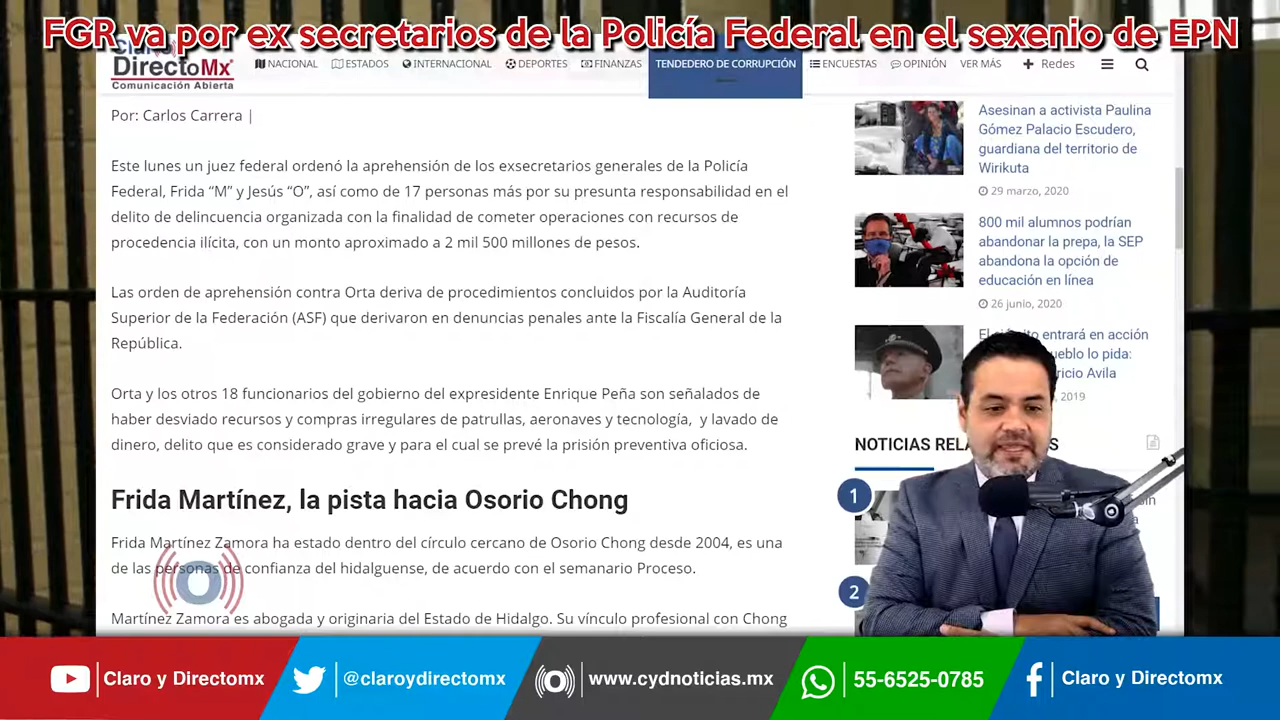 FGR va por ex secretarios de la Policía Federal en el sexenio de EPN
Claro
DirectoMx
Comunicación Abierta
NACIONAL
ESTADOS
INTERNACIONAL
DEPORTES
FINANZAS
TENDEDERO DE CORRUPCIÓN
ENCUESTAS
OPINIÓN
VER MÁS
Redes
Por: Carlos Carrera |
Este lunes un juez federal ordenó la aprehensión de los exsecretarios generales de la Policía
Federal, Frida “M” y Jesús “O”, así como de 17 personas más por su presunta responsabilidad en el
delito de delincuencia organizada con la finalidad de cometer operaciones con recursos de
procedencia ilícita, con un monto aproximado a 2 mil 500 millones de pesos.
Las orden de aprehensión contra Orta deriva de procedimientos concluidos por la Auditoría
Superior de la Federación (ASF) que derivaron en denuncias penales ante la Fiscalía General de la
República.
Orta y los otros 18 funcionarios del gobierno del expresidente Enrique Peña son señalados de
haber desviado recursos y compras irregulares de patrullas, aeronaves y tecnología, y lavado de
dinero, delito que es considerado grave y para el cual se prevé la prisión preventiva oficiosa.
Frida Martínez, la pista hacia Osorio Chong
Frida Martínez Zamora ha estado dentro del círculo cercano de Osorio Chong desde 2004, es una
de las personas de confianza del hidalguense, de acuerdo con el semanario Proceso.
Martínez Zamora es abogada y originaria del Estado de Hidalgo. Su vínculo profesional con Chong
Asesinan a activista Paulina
Gómez Palacio Escudero,
guardiana del territorio de
Wirikuta
29 marzo, 2020
800 mil alumnos podrían
abandonar la prepa, la SEP
abandona la opción de
educación en línea
26 junio, 2020
El ejército entrará en acción
pueblo lo pida:
Avila
2019
NOTICIAS
1
2
Claro y Directomx
@claroydirectomx
www.cydnoticias.mx
55-6525-0785
Claro y Directomx